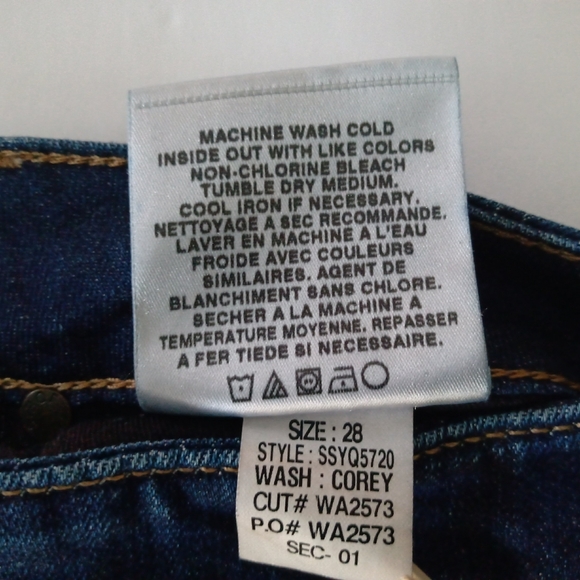 MACHINE WASH COLD
INSIDE OUT WITH LIKE COLORS
NON-CHLORINE BLEACH
TUMBLE DRY MEDIUM.
COOL IRON IF NECESSARY.
NETTOYAGE A SEC RECOMMANDE.
LAVER EN MACHINE A L'EAU
FROIDE AVEC COULEURS
SIMILAIRES. AGENT DE
BLANCHIMENT SANS CHLORE.
SECHER A LA MACHINE A
TEMPERATURE MOYENNE. REPASSER
A FER TIEDE SI NECESSAIRE.
SIZE : 28
STYLE : SSYQ5720
WASH : COREY
CUT# WA2573
P.O# WA2573
SEC- 01